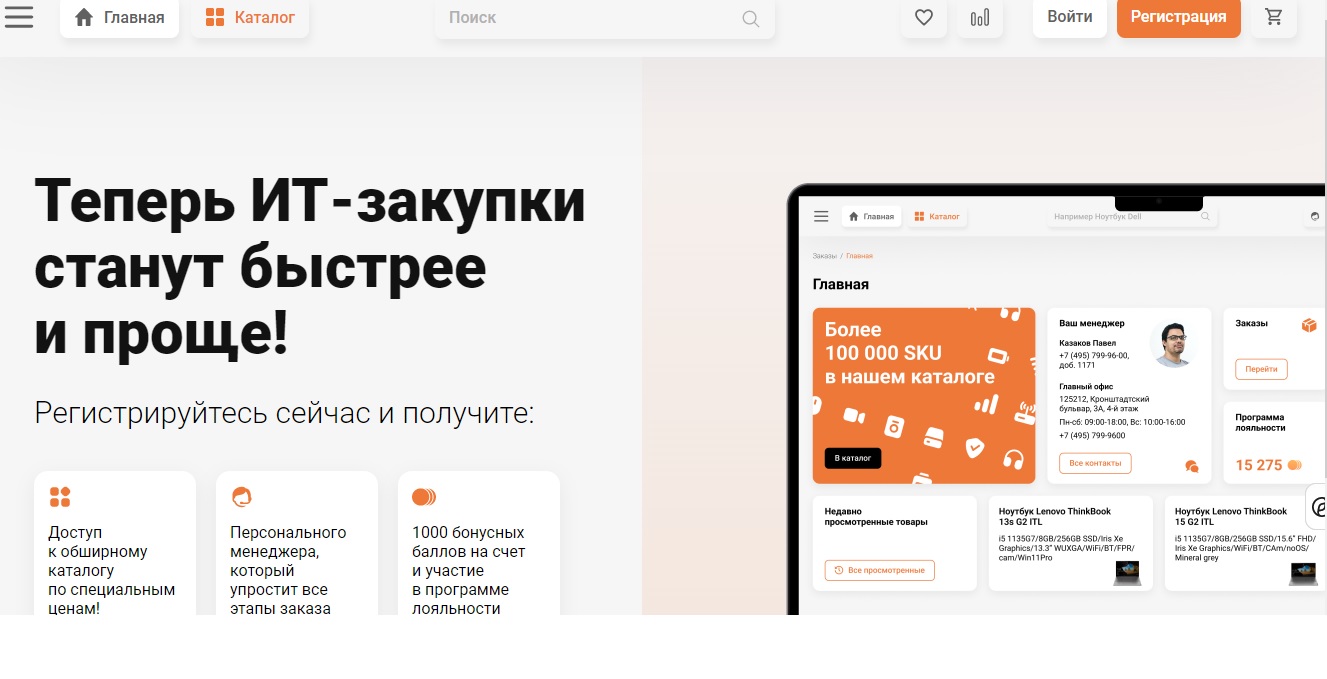 Главная
Каталог
Поиск
Войти
Регистрация
Теперь ИТ-закупки
станут быстрее
и проще!
Регистрируйтесь сейчас и получите:
Доступ
к обширному
каталогу
по специальным
ценам!
Персонального
менеджера,
который
упростит все
этапы заказа
1000 бонусных
баллов на счет
и участие
в программе
лояльности
Главная
Каталог
Например Ноутбук Dell
Заказы / Главная
Главная
Более
100 000 SKU
в нашем каталоге
В каталог
Ваш менеджер
Казаков Павел
+7 (495) 799-96-00,
доб. 1171
Главный офис
125212, Кронштадтский
бульвар, 3А, 4-й этаж
Пн-сб: 09:00-18:00, Вс: 10:00-16:00
+7 (495) 799-9600
Все контакты
Заказы
Перейти
Программа
лояльности
15 275
Недавно
просмотренные товары
Все просмотренные
Ноутбук Lenovo ThinkBook
13s G2 ITL
i5 1135G7/8GB/256GB SSD/Iris Xe
Graphics/13.3" WUXGA/WiFi/BT/FPR/
cam/Win11Pro
Ноутбук Lenovo ThinkBook
15 G2 ITL
i5 1135G7/8GB/256GB SSD/15.6" FHD/
Iris Xe Graphics/WiFi/BT/CAm/noOS/
Mineral grey